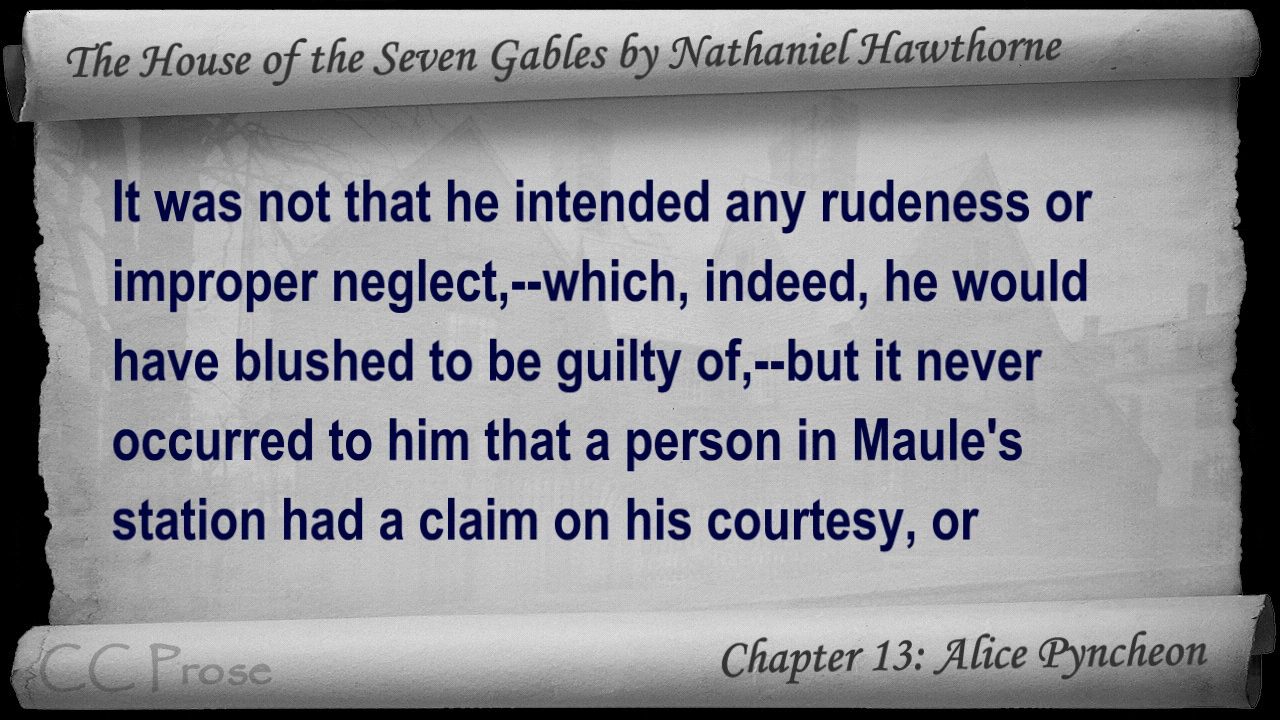 The House of the Seven Gables by Nathaniel Hawthorne
It was not that he intended any rudeness or
improper neglect,--which, indeed, he would
have blushed to be guilty of,--but it never
occurred to him that a person in Maule's
station had a claim on his courtesy, or
CC Prose
Chapter 13: Alice Pyncheon